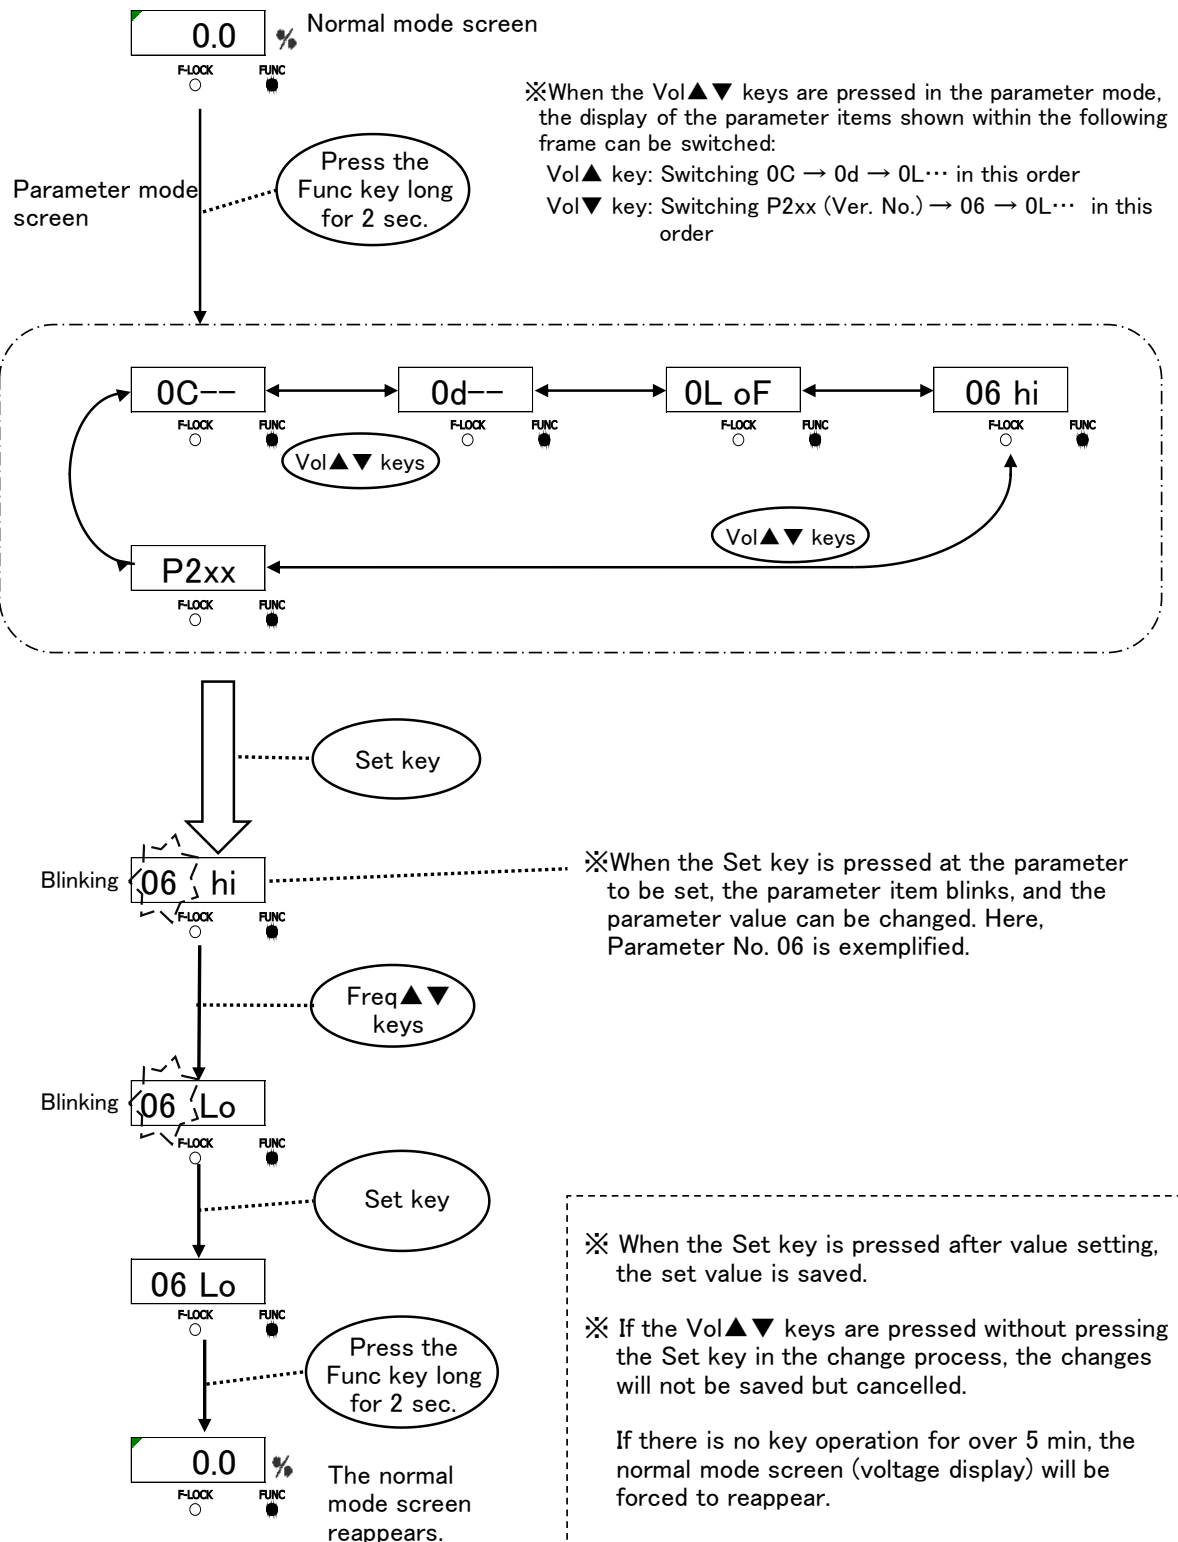 0.0 %
Normal mode screen
F-LOCK FUNC
※When the Vol▲▼ keys are pressed in the parameter mode,
the display of the parameter items shown within the following
frame can be switched:
Vol▲ key: Switching 0C → 0d → 0L··· in this order
Vol▼ key: Switching P2xx (Ver. No.) → 06 → 0L··· in this
order
Press the
Func key long
for 2 sec.
Parameter mode
screen
0C--
0d--
0L oF
06 hi
F-LOCK FUNC
F-LOCK FUNC
F-LOCK FUNC
F-LOCK FUNC
Vol▲▼ keys
Vol▲▼ keys
P2xx
F-LOCK FUNC
Set key
Blinking
06 hi
F-LOCK FUNC
※When the Set key is pressed at the parameter
to be set, the parameter item blinks, and the
parameter value can be changed. Here,
Parameter No. 06 is exemplified.
Freq▲▼
keys
Blinking
06 Lo
F-LOCK FUNC
Set key
06 Lo
F-LOCK FUNC
Press the
Func key long
for 2 sec.
0.0 %
F-LOCK FUNC
The normal
mode screen
reappears.
※ When the Set key is pressed after value setting,
the set value is saved.
※ If the Vol▲▼ keys are pressed without pressing
the Set key in the change process, the changes
will not be saved but cancelled.
If there is no key operation for over 5 min, the
normal mode screen (voltage display) will be
forced to reappear.